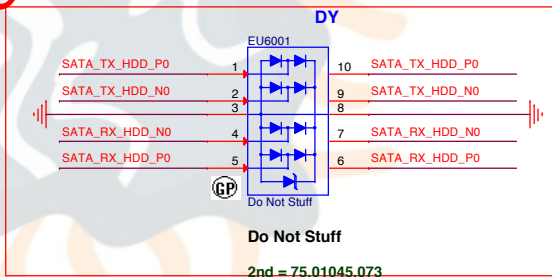 DY
EU6001
SATA_TX_HDD_P0 1 10 SATA_TX_HDD_P0
SATA_TX_HDD_N0 2 9 SATA_TX_HDD_N0
3 8
SATA_RX_HDD_N0 4 7 SATA_RX_HDD_N0
SATA_RX_HDD_P0 5 6 SATA_RX_HDD_P0
GP
Do Not Stuff
Do Not Stuff
2nd = 75.01045.073